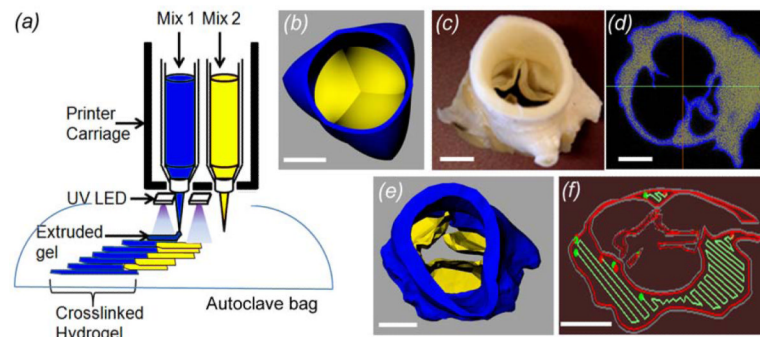 (a)
Mix 1 Mix 2
Printer
Carriage
UV LED
Extruded
gel
Crosslinked
Hydrogel
Autoclave bag
(b)
(c)
(d)
(e)
(f)